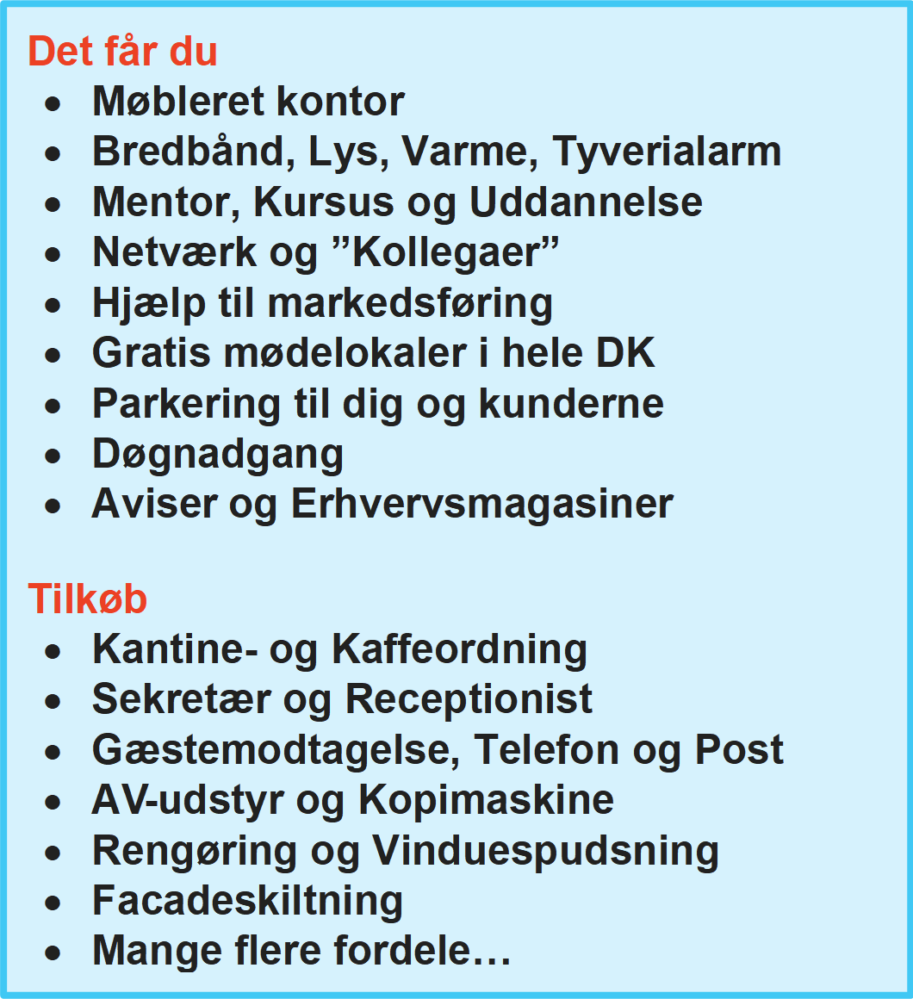 Det får du
• Møbleret kontor
• Bredbånd, Lys, Varme, Tyverialarm
• Mentor, Kursus og Uddannelse
• Netværk og ”Kollegaer”
• Hjælp til markedsføring
• Gratis mødelokaler i hele DK
• Parkering til dig og kunderne
• Døgnadgang
• Aviser og Erhvervsmagasiner
Tilkøb
• Kantine- og Kaffeordning
• Sekretær og Receptionist
• Gæstemodtagelse, Telefon og Post
• AV-udstyr og Kopimaskine
• Rengøring og Vinduespudsning
• Facadeskiltning
• Mange flere fordele…